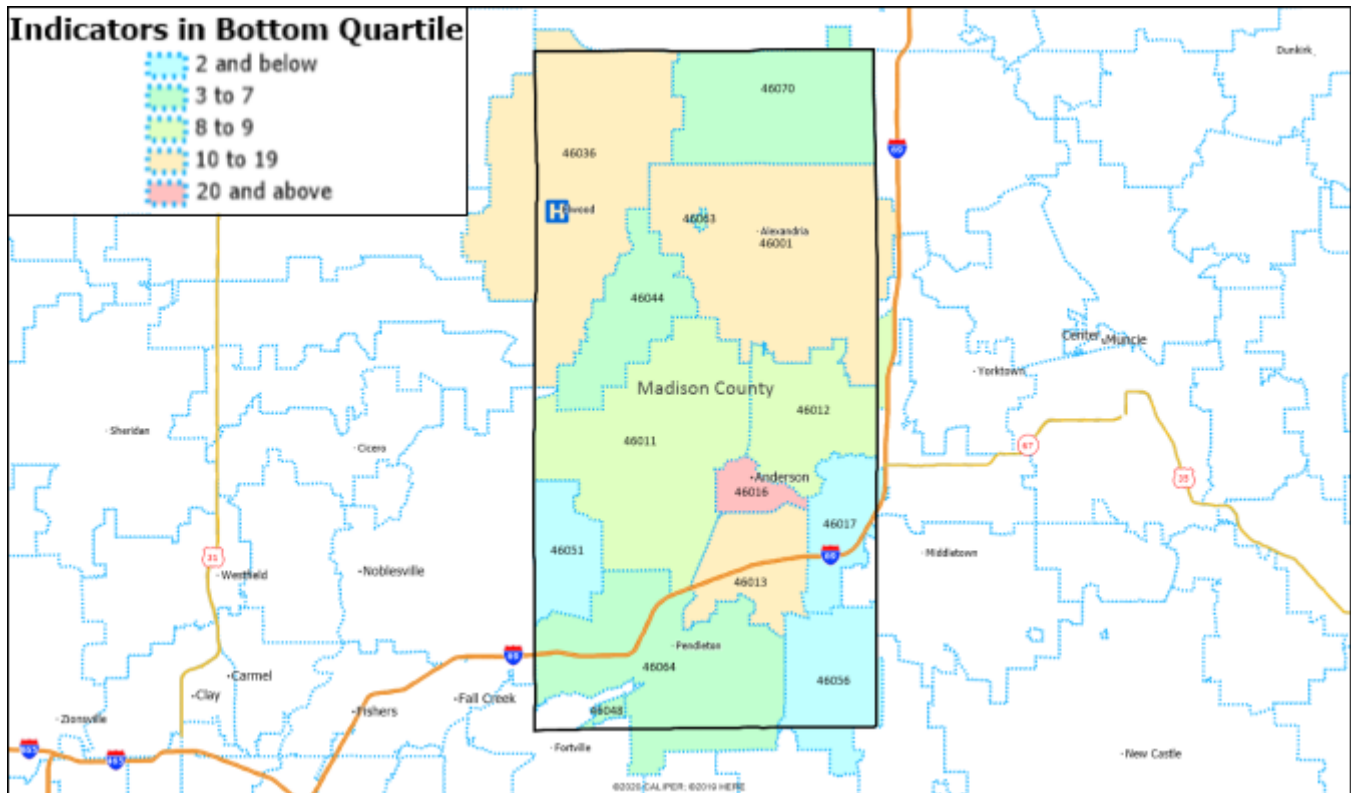 Indicators in Bottom Quartile
2 and below
3 to 7
8 to 9
10 to 19
20 and above
Dunkirk
46070
69
46036
H
46063
Alexandria
46001
46044
Center
Muncie
Yorktown
Madison County
46012
Sheridan
46011
Cicero
67
Anderson
46016
35
46017
46051
Middletown
31
69
Westfield
Noblesville
46013
Pendleton
69
46064
Carmel
46056
Clay
Fall Creek
Fishers
46048
Zionsville
465
465
Fortville
New Castle
©2020 CALIPER; ©2019 HERE